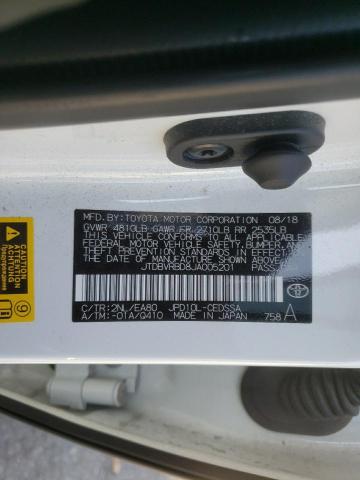 MFD. BY: TOYOTA MOTOR CORPORATION 08/18
GVWR 4810LB GAWR FR 2710LB RR 2535LB
THIS VEHICLE CONFORMS TO ALL APPLICABLE
FEDERAL MOTOR VEHICLE SAFETY, BUMPER, AND
THEFT PREVENTION STANDARDS IN EFFECT ON
THE DATE OF MANUFACTURE SHOWN ABOVE.
JTDBVRBD8JA005201 PASS.CAR
C/TR: 2NL/EA80 JPD10L-CEDSSA
A/TM: -01A/Q410 MADE IN JAPAN 758 A
9